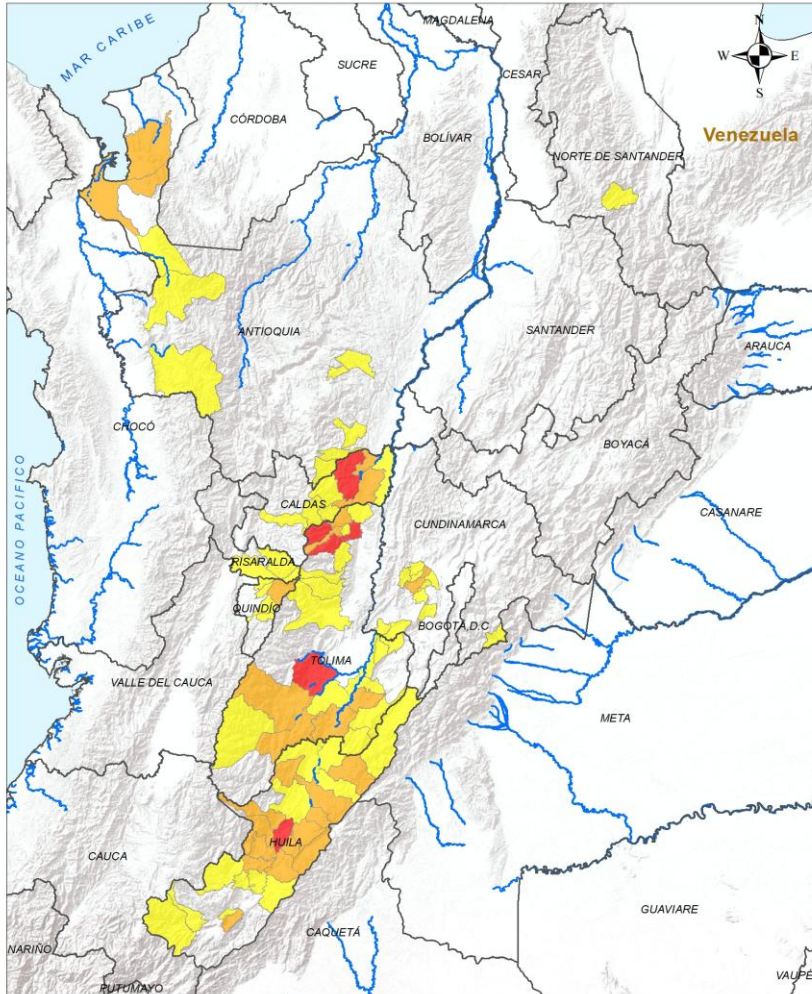 MAGDALENA
N
W
E
S
MAR CARIBE
SUCRE
CESAR
CÓRDOBA
BOLÍVAR
Venezuela
NORTE DE SANTANDER
ANTIOQUIA
SANTANDER
ARAUCA
CHOCÓ
BOYACÁ
CALDAS
CUNDINAMARCA
CASANARE
OCEANO PACIFICO
RISARALDA
QUINDÍO
BOGOTÁ, D.C
TOLIMA
VALLE DEL CAUCA
META
HUILA
CAUCA
GUAVIARE
CAQUETÁ
NARIÑO
PUTUMAYO
VAUPÉ